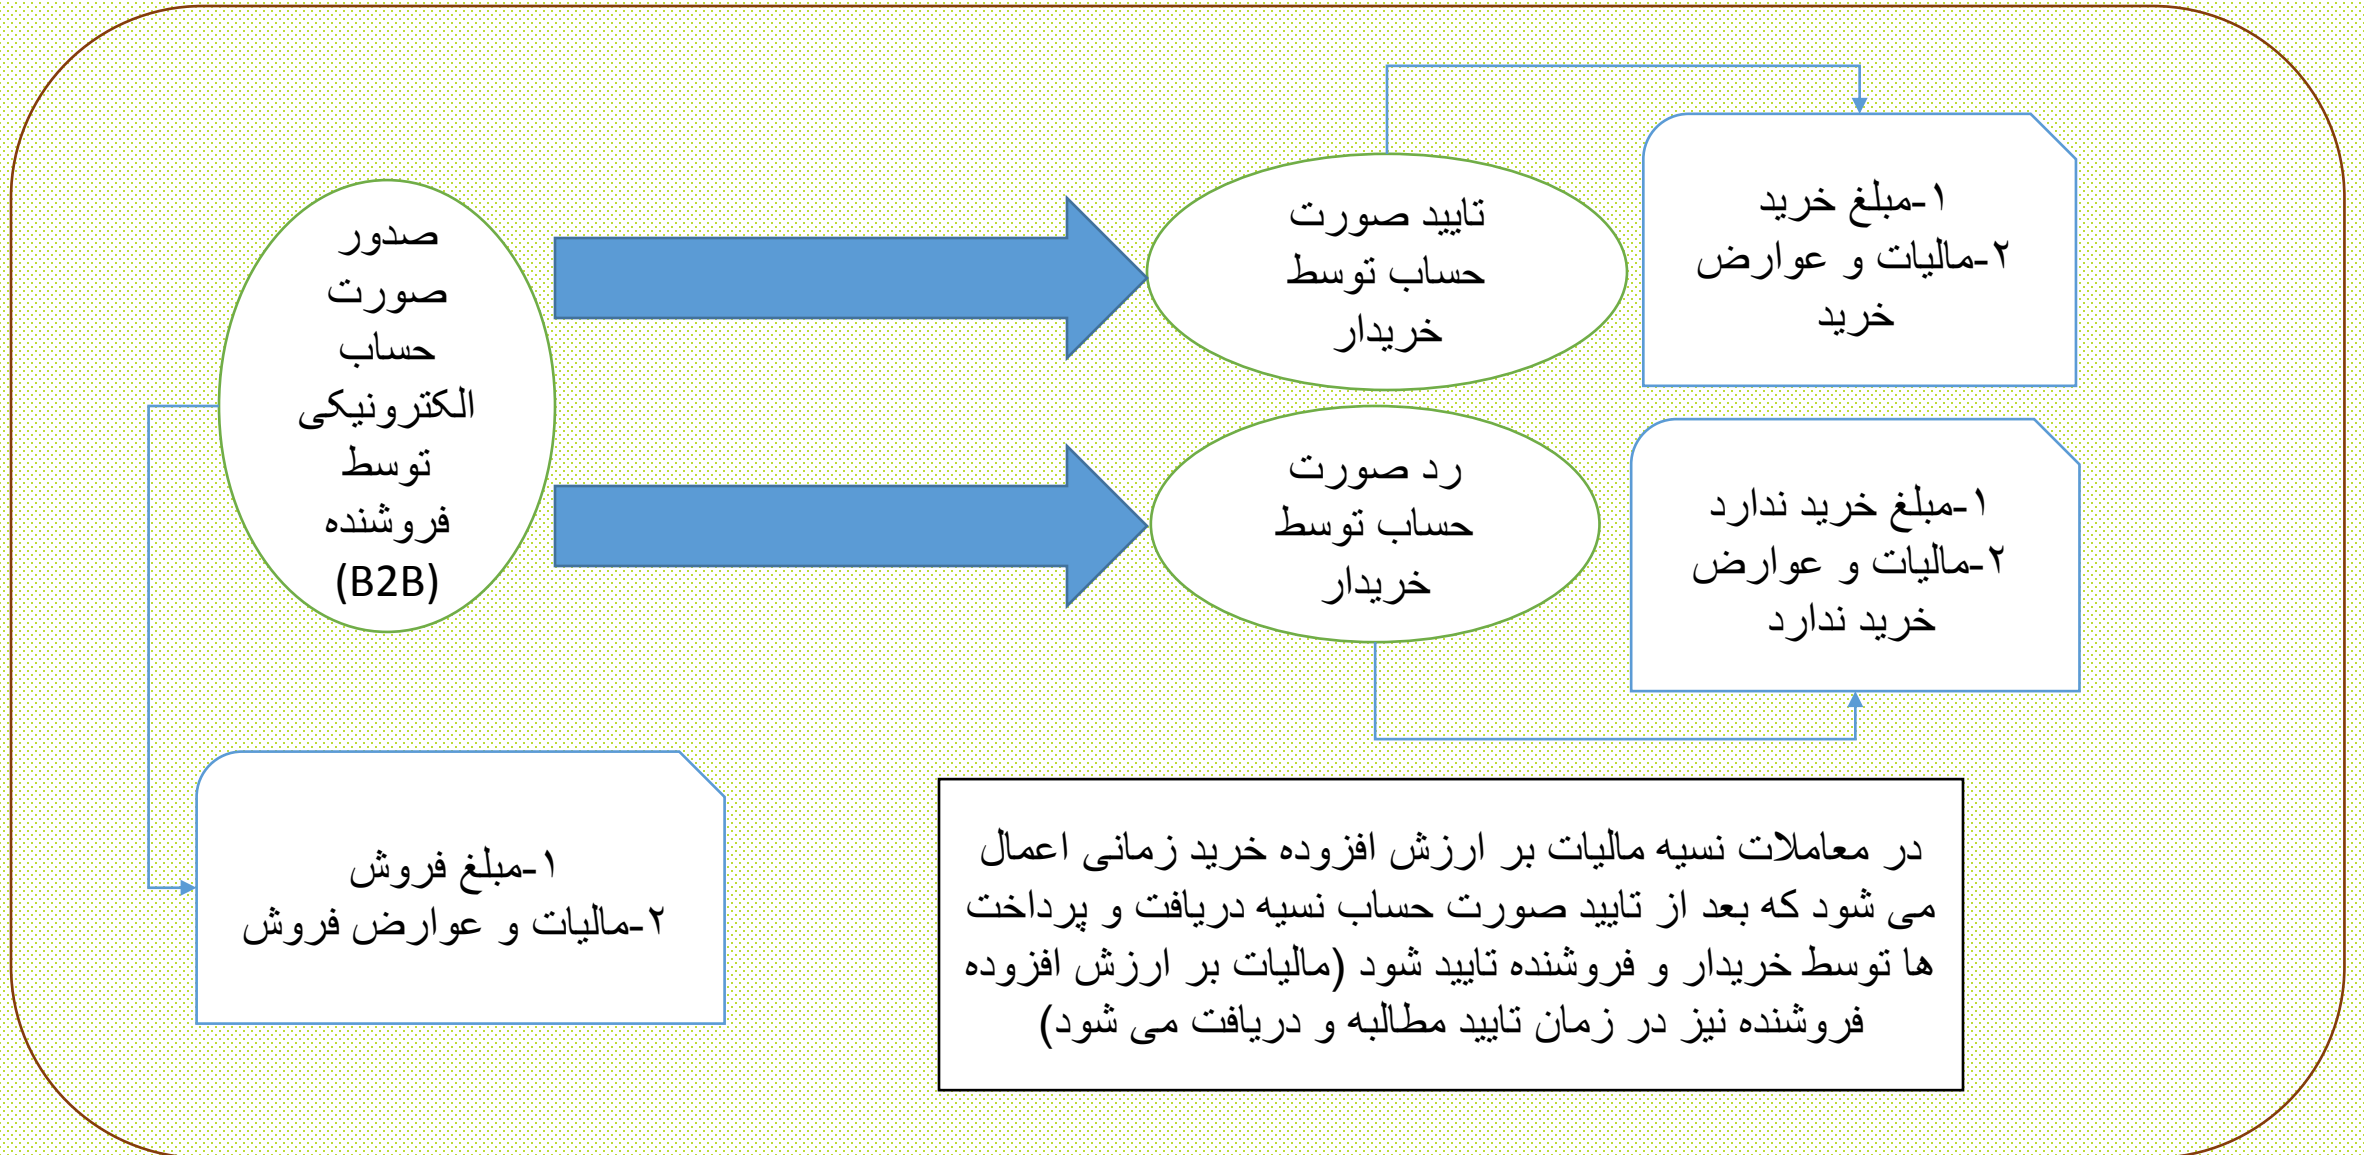 صدور
صورت
حساب
الکترونیکی
توسط
فروشنده
(B2B)
تایید صورت
حساب توسط
خریدار
۱-مبلغ خرید
۲-مالیات و عوارض
خرید
رد صورت
حساب توسط
خریدار
۱-مبلغ خرید ندارد
۲-مالیات و عوارض
خرید ندارد
۱-مبلغ فروش
۲-مالیات و عوارض فروش
در معاملات نسیه مالیات بر ارزش افزوده خرید زمانی اعمال
می شود که بعد از تایید صورت حساب نسیه دریافت و پرداخت
ها توسط خریدار و فروشنده تایید شود (مالیات بر ارزش افزوده
فروشنده نیز در زمان تایید مطالبه و دریافت می شود)